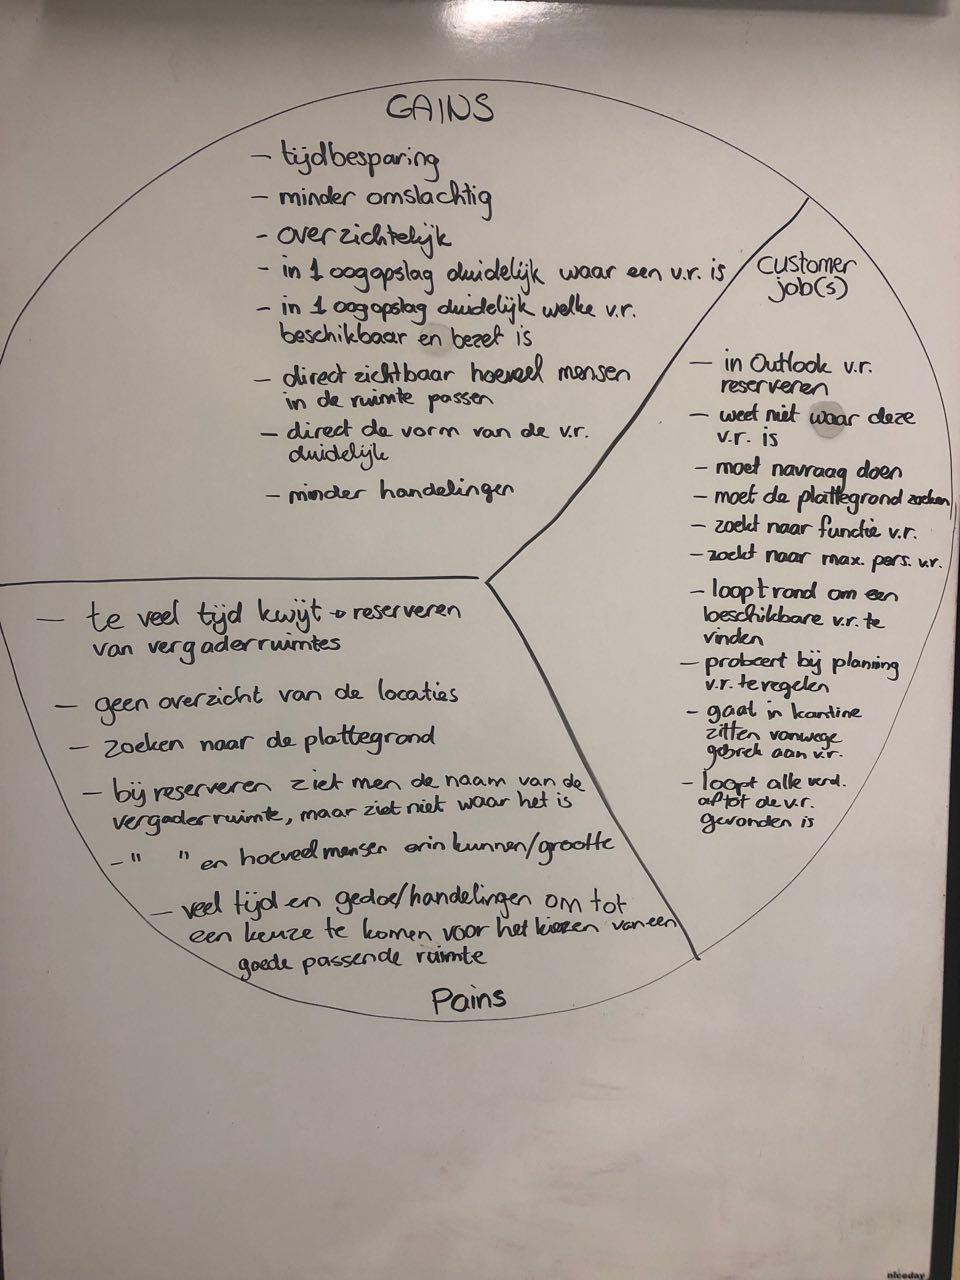 GAINS
- tijdbesparing
- minder omslachtig
- overzichtelijk
- in 1 oogopslag duidelijk waar een v.r. is
- in 1 oogopslag duidelijk welke v.r.
beschikbaar en bezet is
- direct zichtbaar hoeveel mensen
in de ruimte passen
- direct de vorm van de v.r.
duidelijk
- minder handelingen
Customer
job(s)
- in Outlook v.r.
reserveren
- weet niet waar deze
v.r. is
- moet navraag doen
- moet de plattegrond zoeken
- zoekt naar functie v.r.
- zoekt naar max. pers. v.r.
- loopt rond om een
beschikbare v.r. te
vinden
- probeert bij planning
v.r. te regelen
- gaat in kantine
zitten vanwege
gebrek aan v.r.
- loopt alle verd.
af tot de v.r.
gevonden is
- te veel tijd kwijt → reserveren
van vergaderruimtes
- geen overzicht van de locaties
- zoeken naar de plattegrond
- bij reserveren ziet men de naam van de
vergaderruimte, maar ziet niet waar het is
- " " en hoeveel mensen erin kunnen/grootte
- veel tijd en gedoe/handelingen om tot
een keuze te komen voor het kiezen van een
goede passende ruimte
Pains
niceday